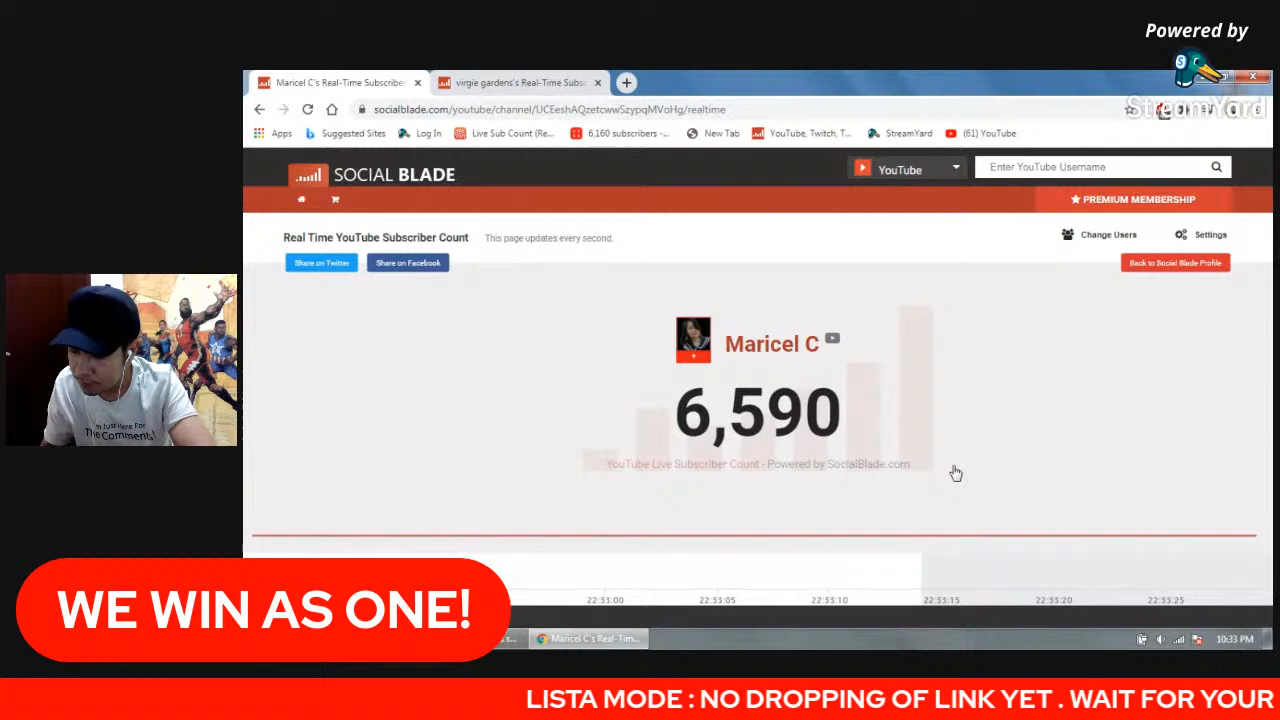 Powered by
StreamYard
Maricel C's Real-Time Subscriber
virgie gardens's Real-Time Subsc
socialblade.com/youtube/channel/UCEeshAQzetcwwSzypqMVoHg/realtime
Apps Suggested Sites Log In Live Sub Count (Re... 6,160 subscribers -... New Tab YouTube, Twitch, T... StreamYard (61) YouTube
SOCIAL BLADE
YouTube
Enter YouTube Username
PREMIUM MEMBERSHIP
Real Time YouTube Subscriber Count This page updates every second.
Change Users Settings
Share on Twitter Share on Facebook
Back to Social Blade Profile
Maricel C
6,590
YouTube Live Subscriber Count - Powered by SocialBlade.com
I'm Just Here For
The Comments!
22:33:00 22:33:05 22:33:10 22:33:15 22:33:20 22:33:25
WE WIN AS ONE!
Maricel C's Real-Tim...
10:33 PM
LISTA MODE : NO DROPPING OF LINK YET . WAIT FOR YOUR